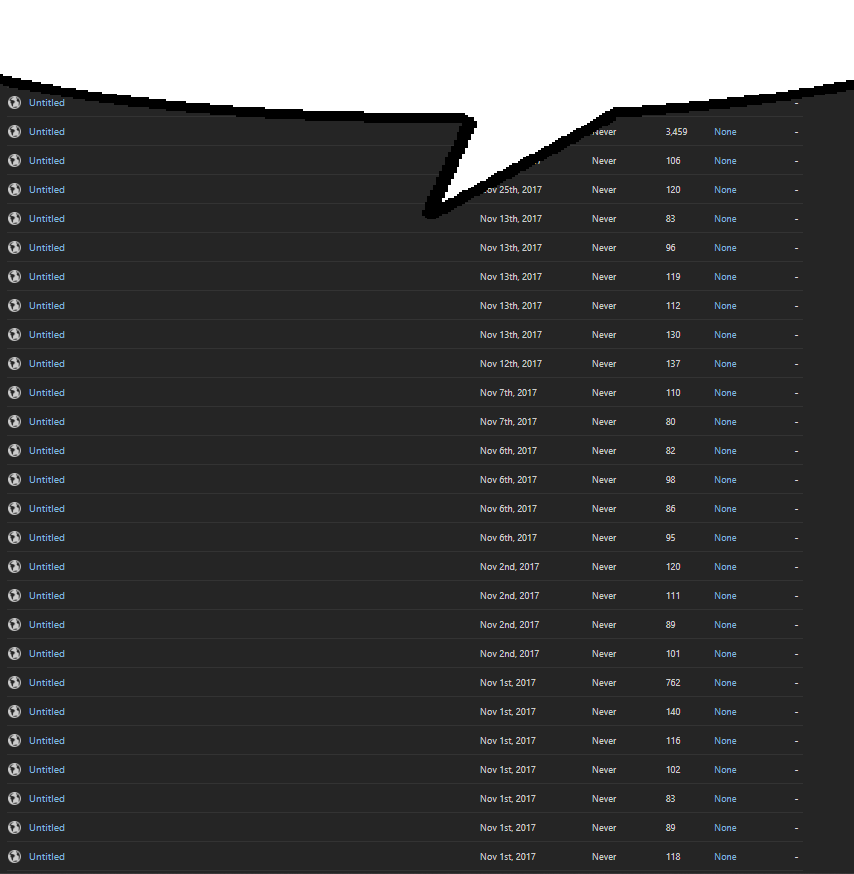 Untitled -
Untitled Never 3,459 None -
Untitled Never 106 None -
Untitled 25th, 2017 Never 120 None -
Untitled Nov 13th, 2017 Never 83 None -
Untitled Nov 13th, 2017 Never 96 None -
Untitled Nov 13th, 2017 Never 119 None -
Untitled Nov 13th, 2017 Never 112 None -
Untitled Nov 13th, 2017 Never 130 None -
Untitled Nov 12th, 2017 Never 137 None -
Untitled Nov 7th, 2017 Never 110 None -
Untitled Nov 7th, 2017 Never 80 None -
Untitled Nov 6th, 2017 Never 82 None -
Untitled Nov 6th, 2017 Never 98 None -
Untitled Nov 6th, 2017 Never 86 None -
Untitled Nov 6th, 2017 Never 95 None -
Untitled Nov 2nd, 2017 Never 120 None -
Untitled Nov 2nd, 2017 Never 111 None -
Untitled Nov 2nd, 2017 Never 89 None -
Untitled Nov 2nd, 2017 Never 101 None -
Untitled Nov 1st, 2017 Never 762 None -
Untitled Nov 1st, 2017 Never 140 None -
Untitled Nov 1st, 2017 Never 116 None -
Untitled Nov 1st, 2017 Never 102 None -
Untitled Nov 1st, 2017 Never 83 None -
Untitled Nov 1st, 2017 Never 89 None -
Untitled Nov 1st, 2017 Never 118 None -